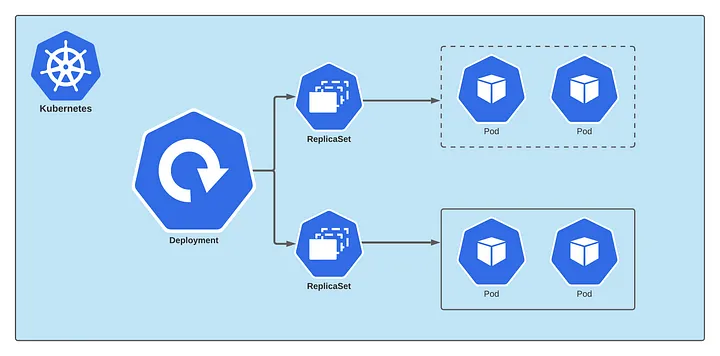 Kubernetes
Deployment
ReplicaSet
Pod
Pod
ReplicaSet
Pod
Pod